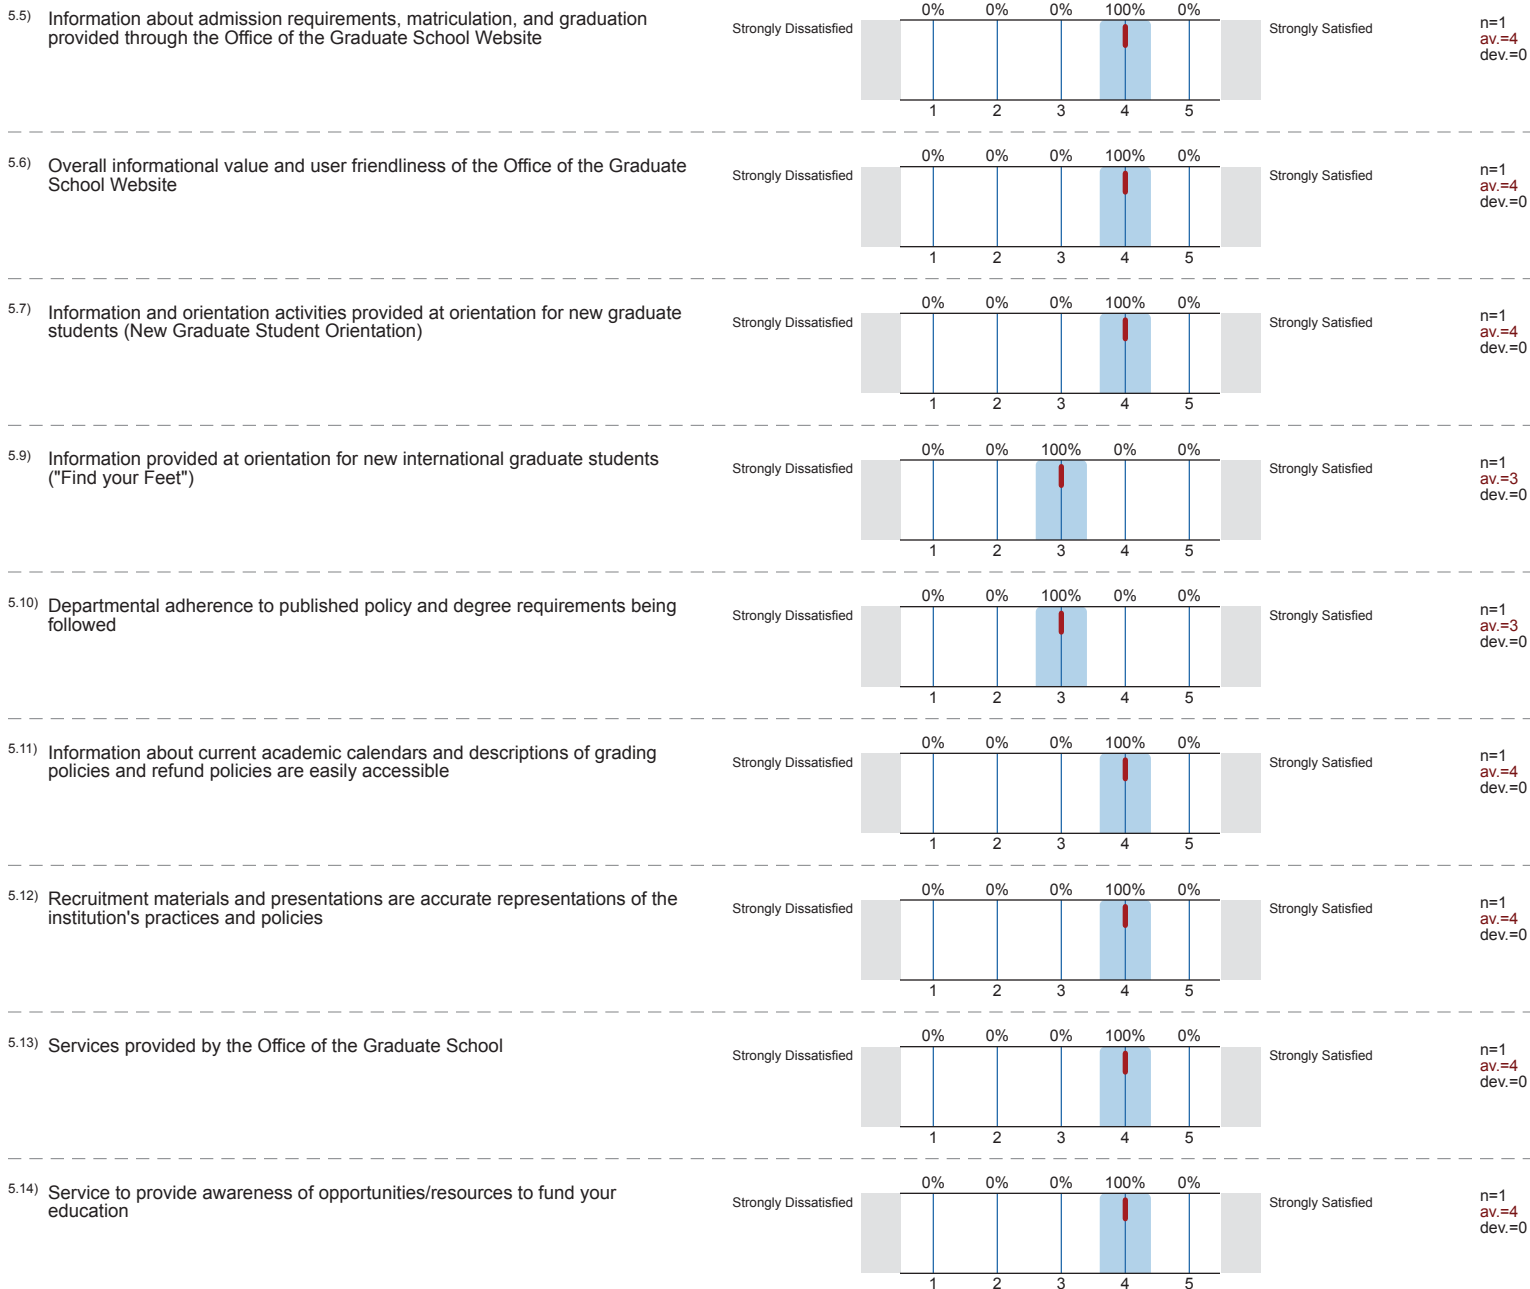 5.5) Information about admission requirements, matriculation, and graduation
provided through the Office of the Graduate School Website
Strongly Dissatisfied
0% 0% 0% 100% 0%
1 2 3 4 5
Strongly Satisfied
n=1
av.=4
dev.=0
5.6) Overall informational value and user friendliness of the Office of the Graduate
School Website
Strongly Dissatisfied
0% 0% 0% 100% 0%
1 2 3 4 5
Strongly Satisfied
n=1
av.=4
dev.=0
5.7) Information and orientation activities provided at orientation for new graduate
students (New Graduate Student Orientation)
Strongly Dissatisfied
0% 0% 0% 100% 0%
1 2 3 4 5
Strongly Satisfied
n=1
av.=4
dev.=0
5.9) Information provided at orientation for new international graduate students
("Find your Feet")
Strongly Dissatisfied
0% 0% 100% 0% 0%
1 2 3 4 5
Strongly Satisfied
n=1
av.=3
dev.=0
5.10) Departmental adherence to published policy and degree requirements being
followed
Strongly Dissatisfied
0% 0% 100% 0% 0%
1 2 3 4 5
Strongly Satisfied
n=1
av.=3
dev.=0
5.11) Information about current academic calendars and descriptions of grading
policies and refund policies are easily accessible
Strongly Dissatisfied
0% 0% 0% 100% 0%
1 2 3 4 5
Strongly Satisfied
n=1
av.=4
dev.=0
5.12) Recruitment materials and presentations are accurate representations of the
institution's practices and policies
Strongly Dissatisfied
0% 0% 0% 100% 0%
1 2 3 4 5
Strongly Satisfied
n=1
av.=4
dev.=0
5.13) Services provided by the Office of the Graduate School
Strongly Dissatisfied
0% 0% 0% 100% 0%
1 2 3 4 5
Strongly Satisfied
n=1
av.=4
dev.=0
5.14) Service to provide awareness of opportunities/resources to fund your
education
Strongly Dissatisfied
0% 0% 0% 100% 0%
1 2 3 4 5
Strongly Satisfied
n=1
av.=4
dev.=0